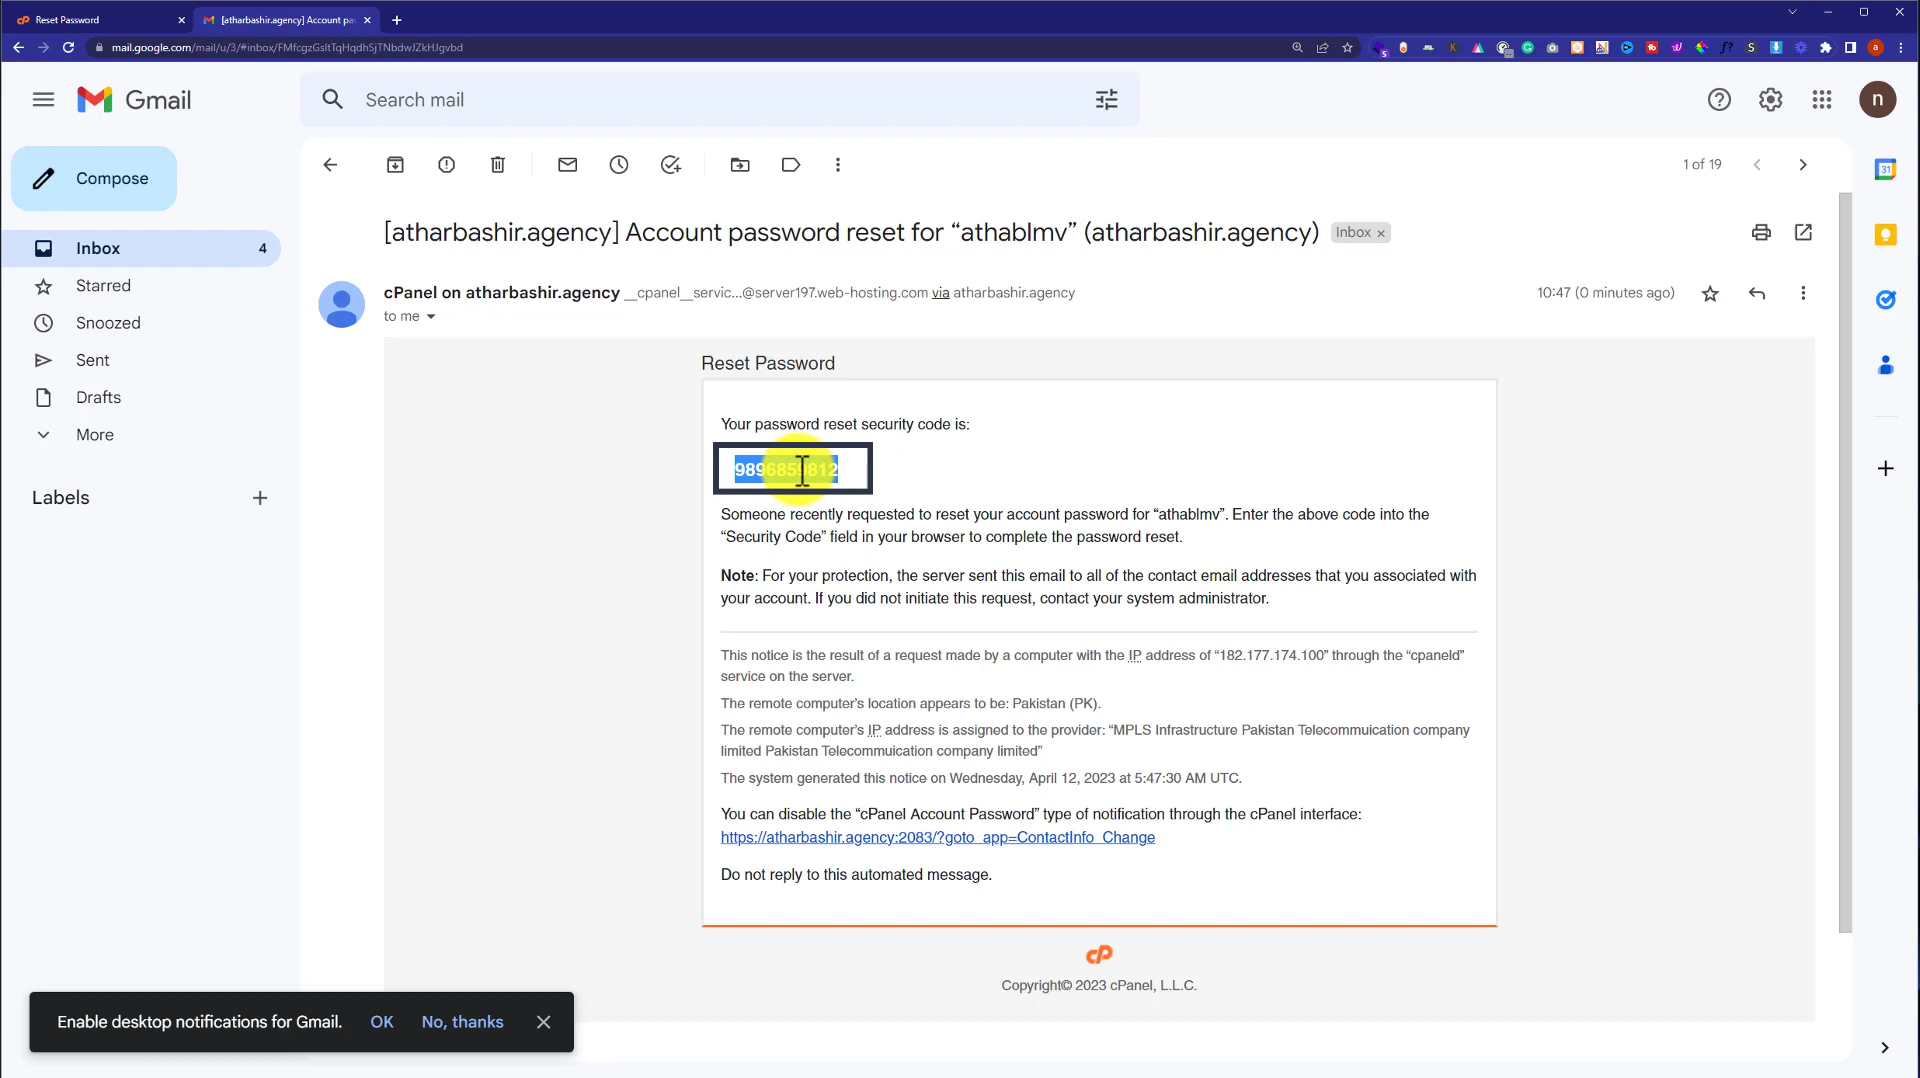 Reset Password
[atharbashir.agency] Account pa
mail.google.com/mail/u/3/#inbox/FMfcgzGsltTqHqdhSjTNbdwJZkHJgvbd
Gmail
Search mail
n
Compose
1 of 19
[atharbashir.agency] Account password reset for “athablmv” (atharbashir.agency)
Inbox ×
Inbox 4
Starred
Snoozed
Sent
Drafts
More
Labels
cPanel on atharbashir.agency __cpanel__servic...@server197.web-hosting.com via atharbashir.agency
10:47 (0 minutes ago)
to me
Reset Password
Your password reset security code is:
9896859812
Someone recently requested to reset your account password for “athablmv”. Enter the above code into the
“Security Code” field in your browser to complete the password reset.
Note: For your protection, the server sent this email to all of the contact email addresses that you associated with
your account. If you did not initiate this request, contact your system administrator.
This notice is the result of a request made by a computer with the IP address of “182.177.174.100” through the “cpaneld”
service on the server.
The remote computer’s location appears to be: Pakistan (PK).
The remote computer’s IP address is assigned to the provider: “MPLS Infrastructure Pakistan Telecommuication company
limited Pakistan Telecommuication company limited”
The system generated this notice on Wednesday, April 12, 2023 at 5:47:30 AM UTC.
You can disable the “cPanel Account Password” type of notification through the cPanel interface:
https://atharbashir.agency:2083/?goto_app=ContactInfo_Change
Do not reply to this automated message.
cP
Copyright© 2023 cPanel, L.L.C.
Enable desktop notifications for Gmail. OK No, thanks
31